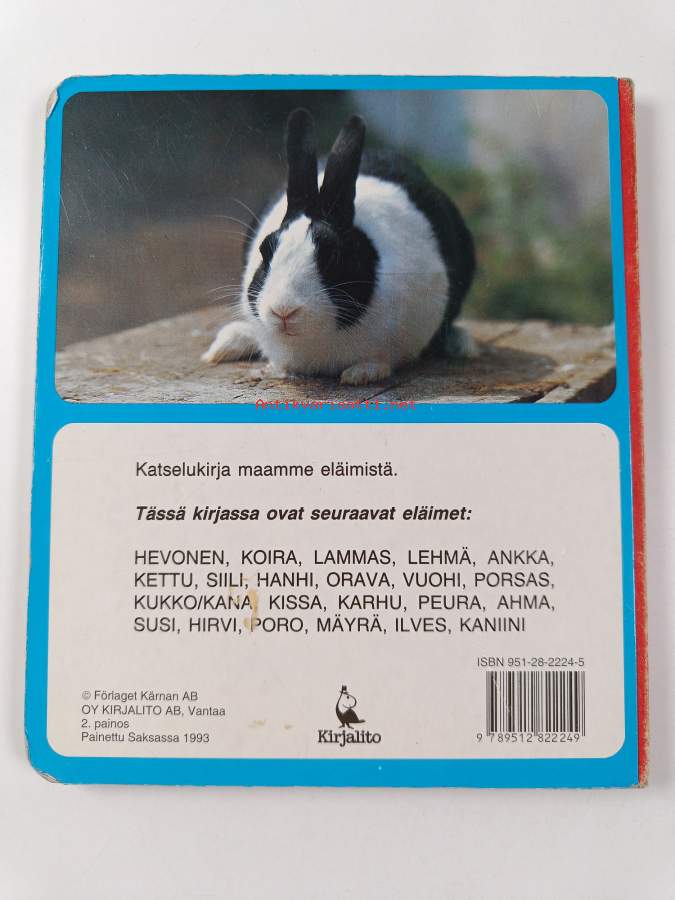 Antikvariaatti.net
Katselukirja maamme eläimistä.
Tässä kirjassa ovat seuraavat eläimet:
HEVONEN, KOIRA, LAMMAS, LEHMÄ, ANKKA,
KETTU, SIILI, HANHI, ORAVA, VUOHI, PORSAS,
KUKKO/KANA, KISSA, KARHU, PEURA, AHMA,
SUSI, HIRVI, PORO, MÄYRÄ, ILVES, KANIINI
ISBN 951-28-2224-5
© Förlaget Kärnan AB
OY KIRJALITO AB, Vantaa
2. painos
Painettu Saksassa 1993
Kirjalito
9 789512 822249